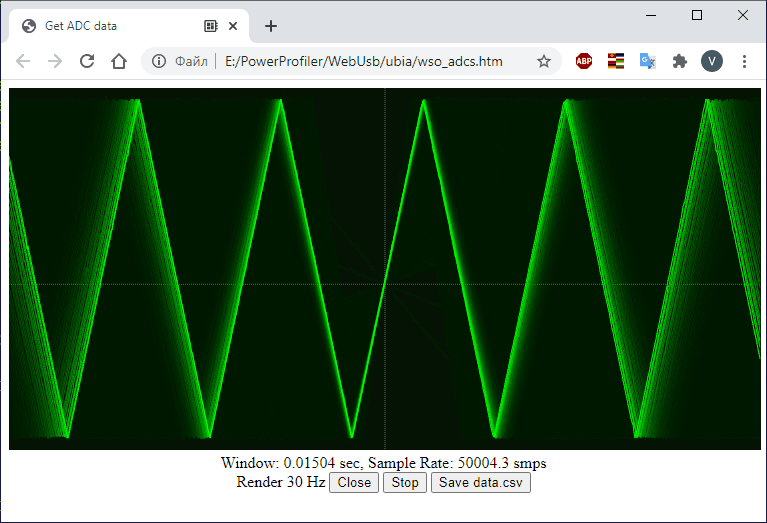 Get ADC data
Файл | E:/PowerProfiler/WebUsb/ubia/wso_adcs.htm
ABP
G
V
Window: 0.01504 sec, Sample Rate: 50004.3 smps
Render 30 Hz Close Stop Save data.csv